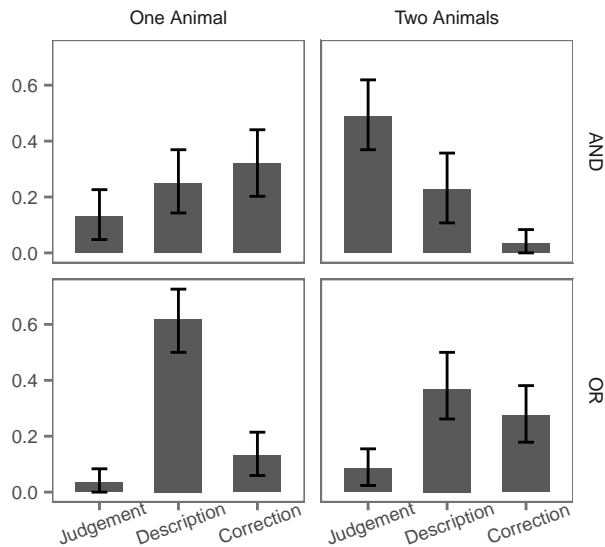 One Animal
Two Animals
0.6
0.4
0.2
0.0
AND
0.6
0.4
0.2
0.0
OR
Judgement
Description
Correction
Judgement
Description
Correction